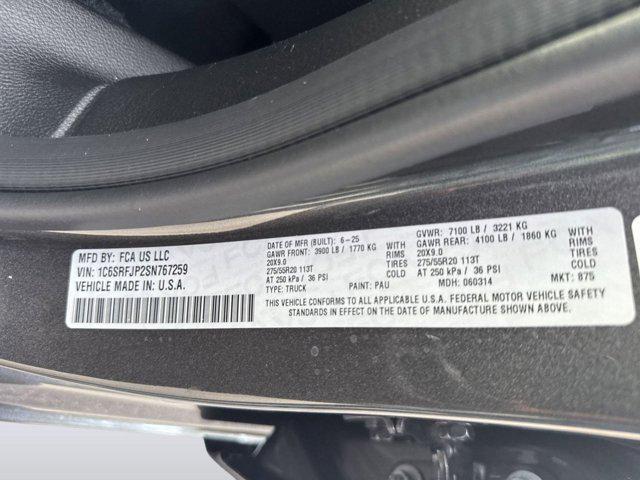 MFD BY: FCA US LLC
VIN: 1C6SRFJP2SN767259
VEHICLE MADE IN: U.S.A.
DATE OF MFR (BUILT): 6-25
GAWR FRONT: 3900 LB / 1770 KG WITH
20X9.0 RIMS
275/55R20 113T TIRES
AT 250 kPa / 36 PSI COLD
TYPE: TRUCK PAINT: PAU
GVWR: 7100 LB / 3221 KG
GAWR REAR: 4100 LB / 1860 KG WITH
20X9.0 RIMS
275/55R20 113T TIRES
AT 250 kPa / 36 PSI COLD
MDH: 060314 MKT: 875
THIS VEHICLE CONFORMS TO ALL APPLICABLE U.S.A. FEDERAL MOTOR VEHICLE SAFETY
STANDARDS IN EFFECT ON THE DATE OF MANUFACTURE SHOWN ABOVE.